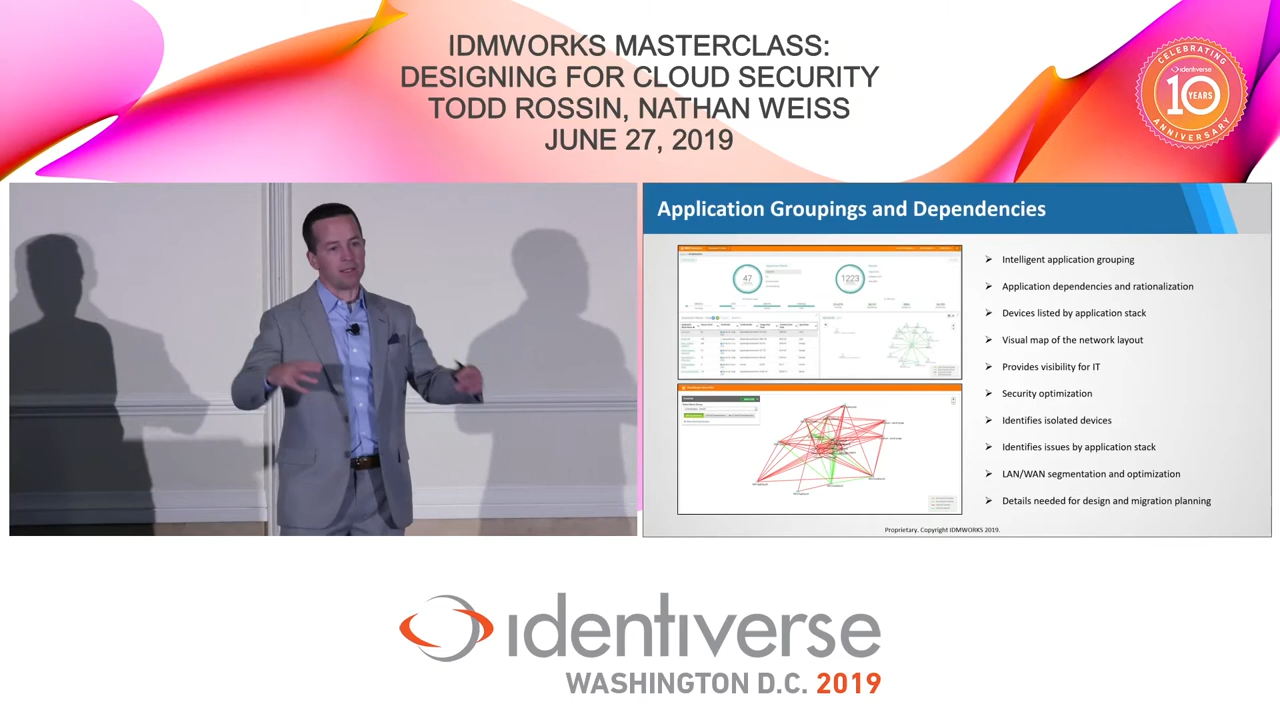 IDMWORKS MASTERCLASS:
DESIGNING FOR CLOUD SECURITY
TODD ROSSIN, NATHAN WEISS
JUNE 27, 2019
CELEBRATING
identiverse
10
YEARS
ANNIVERSARY
Application Groupings and Dependencies
47
1223
Intelligent application grouping
Application dependencies and rationalization
Devices listed by application stack
Visual map of the network layout
Provides visibility for IT
Security optimization
Identifies isolated devices
Identifies issues by application stack
LAN/WAN segmentation and optimization
Details needed for design and migration planning
Proprietary. Copyright IDMWORKS 2019.
identiverse
WASHINGTON D.C. 2019